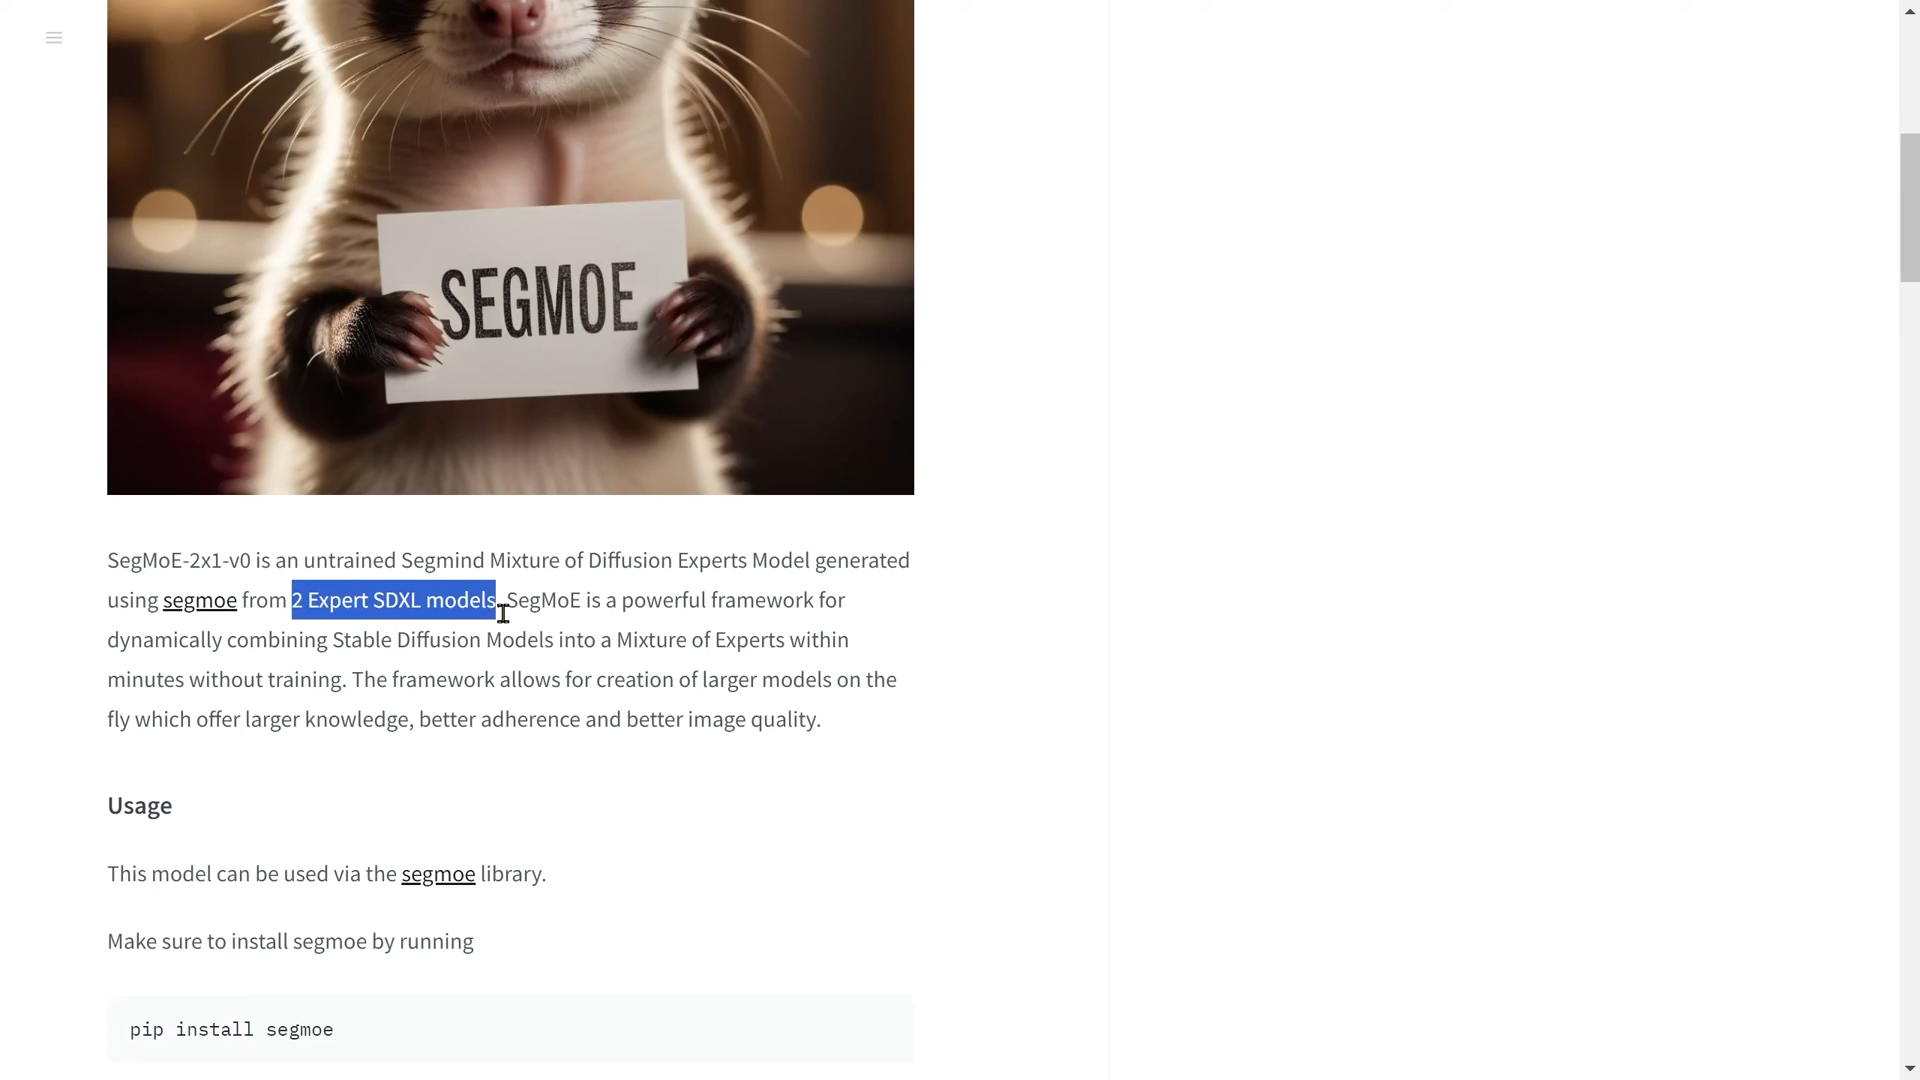 SEGMOE
SegMoE-2x1-v0 is an untrained Segmind Mixture of Diffusion Experts Model generated
using segmoe from 2 Expert SDXL models. SegMoE is a powerful framework for
dynamically combining Stable Diffusion Models into a Mixture of Experts within
minutes without training. The framework allows for creation of larger models on the
fly which offer larger knowledge, better adherence and better image quality.
Usage
This model can be used via the segmoe library.
Make sure to install segmoe by running
pip install segmoe